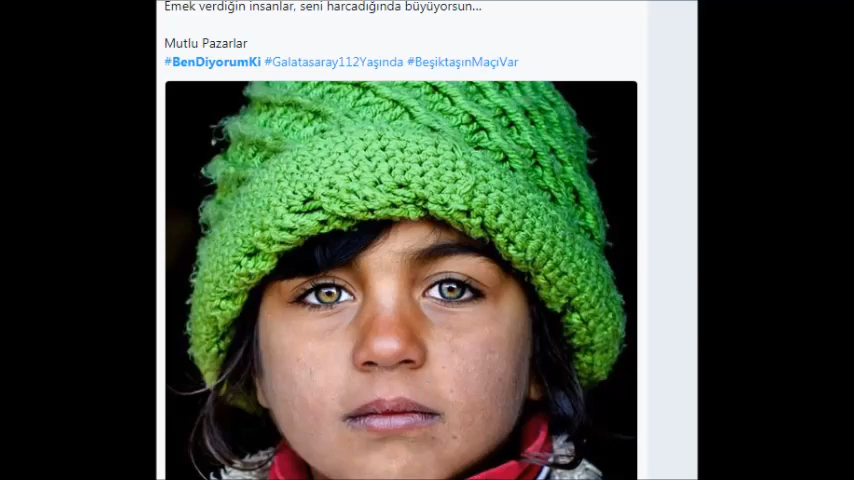 Emek verdiğin insanlar, seni harcadığında büyüyorsun...
Mutlu Pazarlar
#BenDiyorumKi #Galatasaray112Yaşında #BeşiktaşınMaçıVar